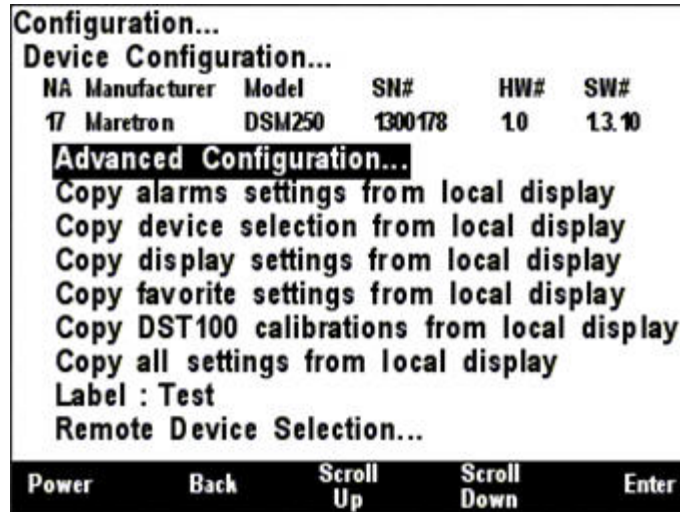 Configuration...
Device Configuration...
NA Manufacturer Model SN# HW# SW#
17 Maretron DSM250 1300178 1.0 1.3.10
Advanced Configuration...
Copy alarms settings from local display
Copy device selection from local display
Copy display settings from local display
Copy favorite settings from local display
Copy DST100 calibrations from local display
Copy all settings from local display
Label : Test
Remote Device Selection...
Power Back Scroll Up Scroll Down Enter